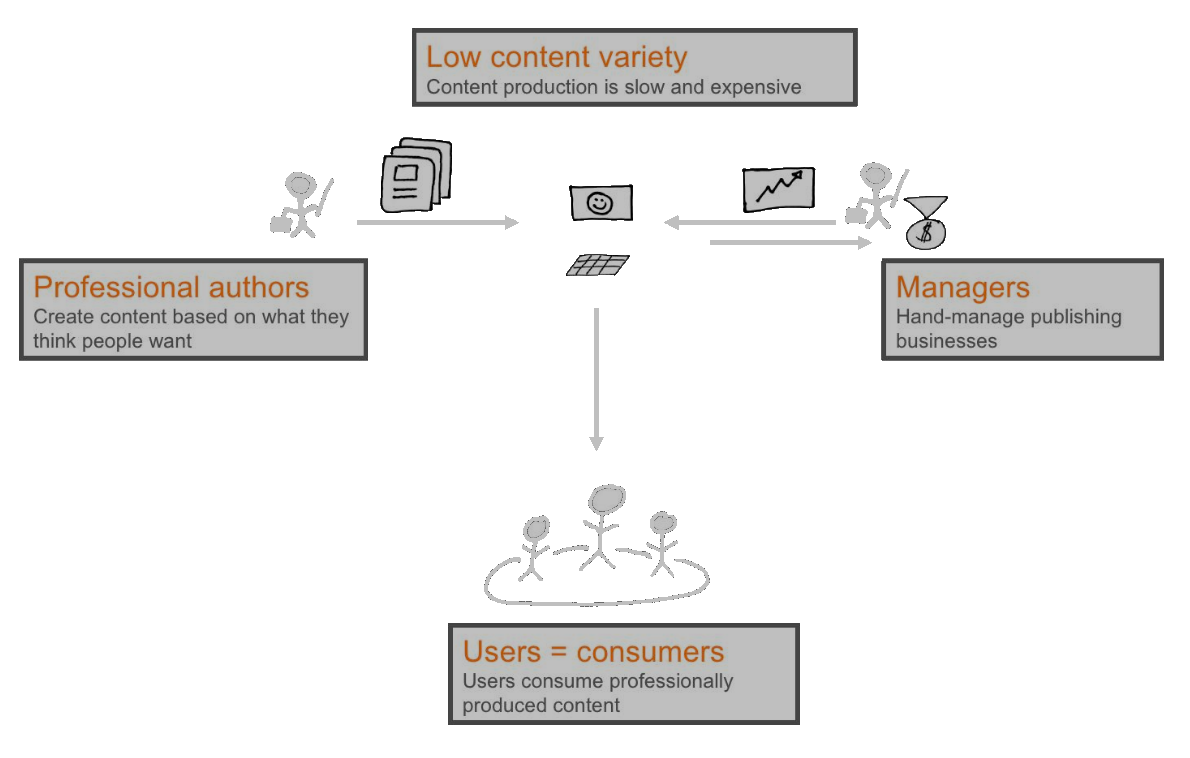 Low content variety
Content production is slow and expensive
$
Professional authors
Create content based on what they
think people want
Managers
Hand-manage publishing
businesses
Users = consumers
Users consume professionally
produced content